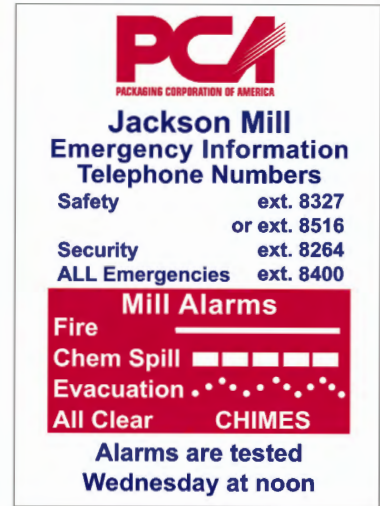 PCA
PACKAGING CORPORATION OF AMERICA
Jackson Mill
Emergency Information
Telephone Numbers
Safety ext. 8327
or ext. 8516
Security ext. 8264
ALL Emergencies ext. 8400
Mill Alarms
Fire
Chem Spill
Evacuation
All Clear CHIMES
Alarms are tested
Wednesday at noon